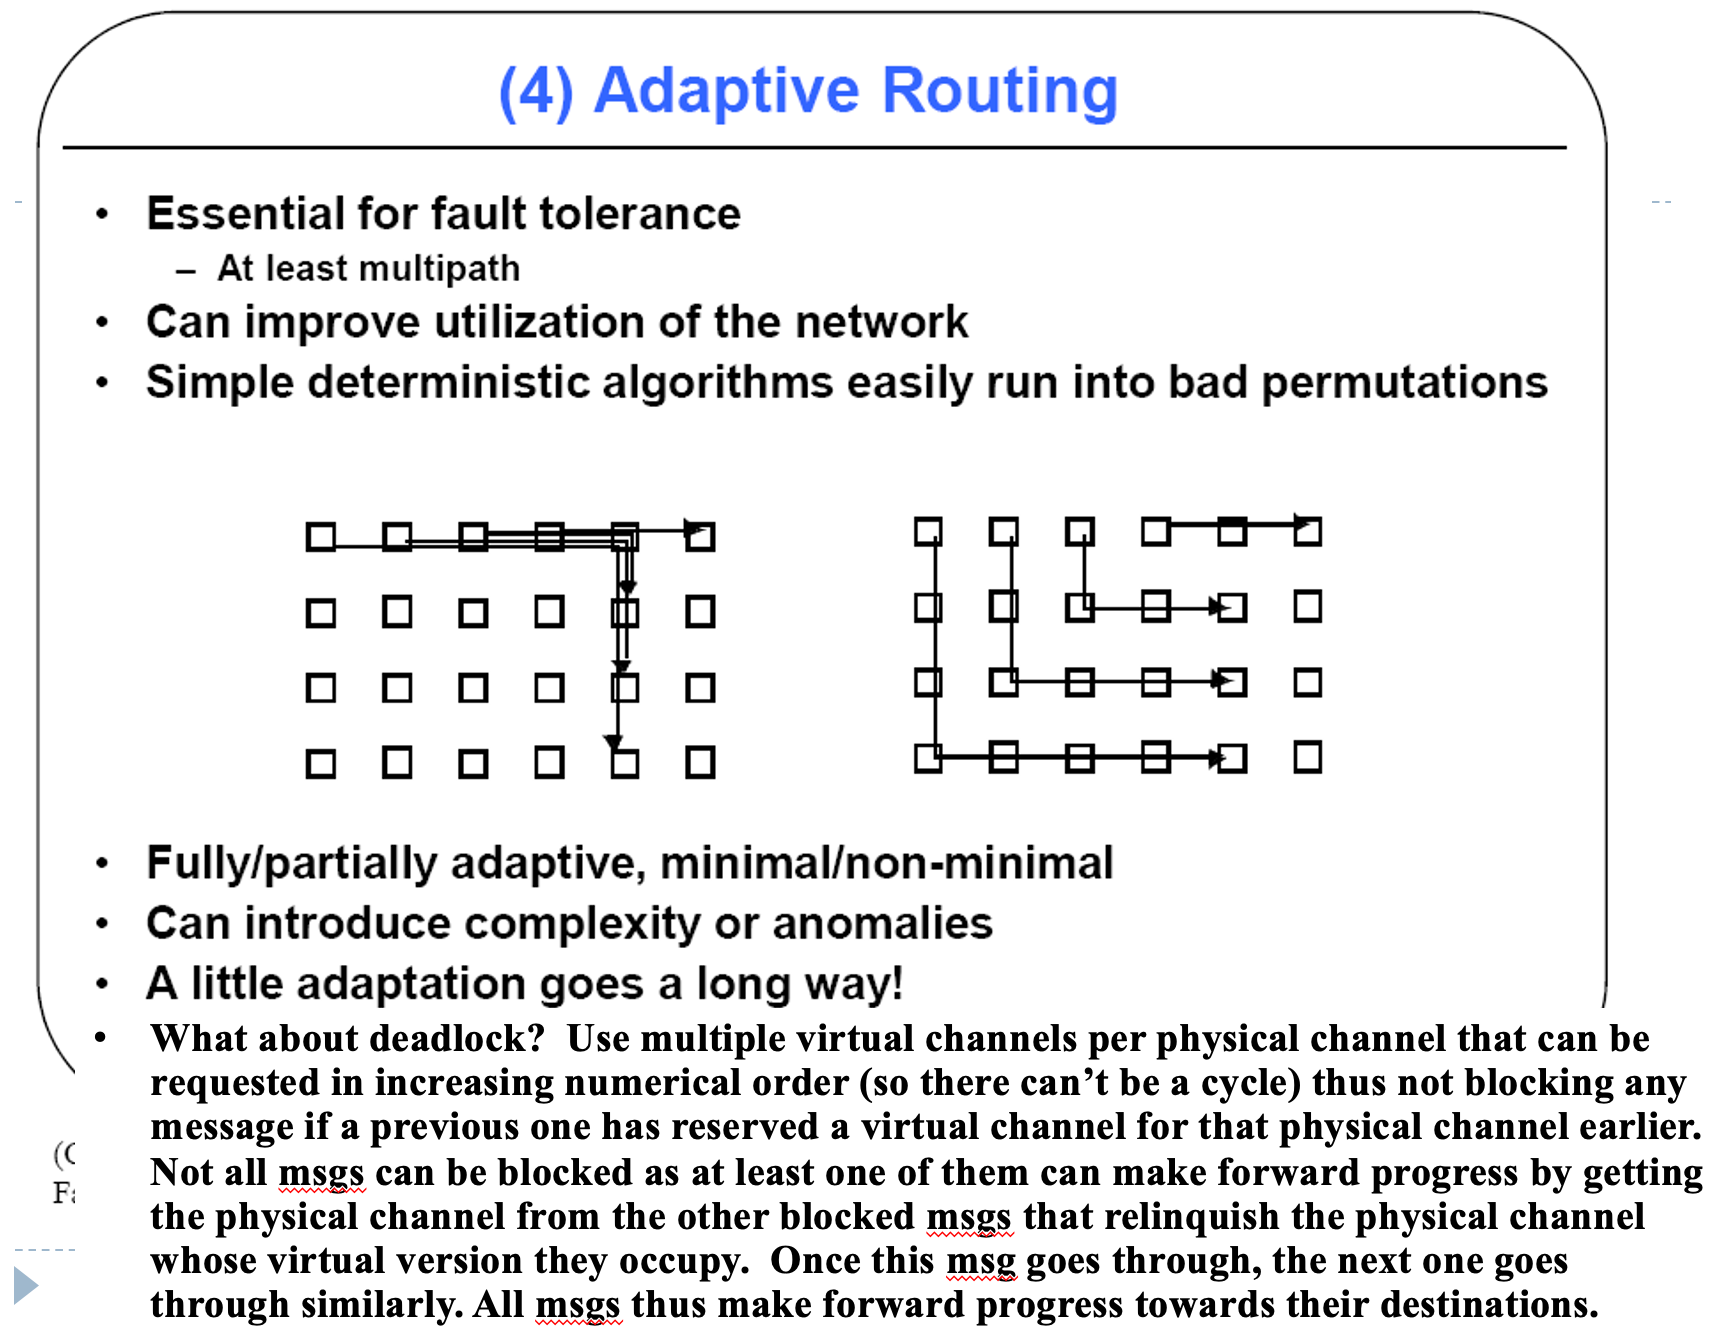 (4) Adaptive Routing
• Essential for fault tolerance
– At least multipath
• Can improve utilization of the network
• Simple deterministic algorithms easily run into bad permutations
• Fully/partially adaptive, minimal/non-minimal
• Can introduce complexity or anomalies
• A little adaptation goes a long way!
• What about deadlock?  Use multiple virtual channels per physical channel that can be
requested in increasing numerical order (so there can’t be a cycle) thus not blocking any
message if a previous one has reserved a virtual channel for that physical channel earlier.
Not all msgs can be blocked as at least one of them can make forward progress by getting
the physical channel from the other blocked msgs that relinquish the physical channel
whose virtual version they occupy.  Once this msg goes through, the next one goes
through similarly. All msgs thus make forward progress towards their destinations.